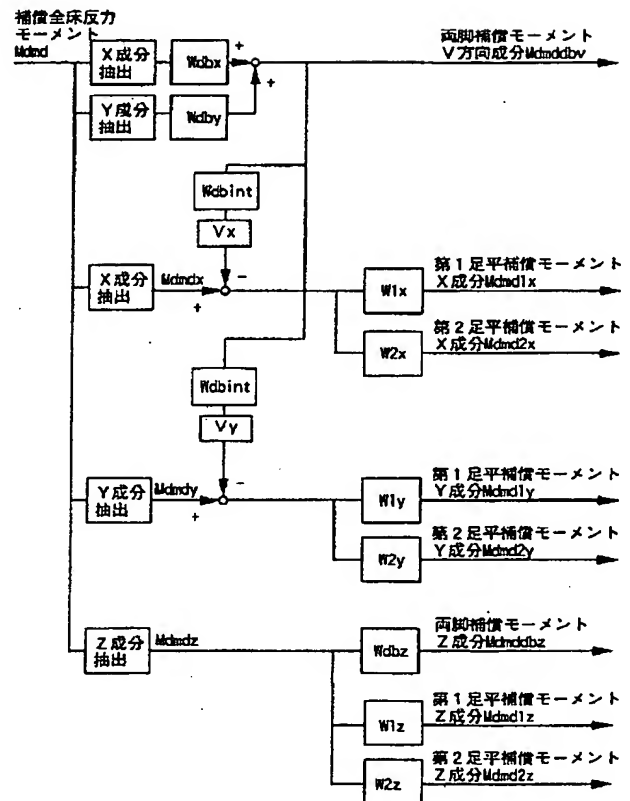 補償全床反力
モーメント
Mdmd
X成分
抽出
Wdbx
+
+
両脚補償モーメント
V方向成分Mdmddbv
Y成分
抽出
Wdby
Wdbint
Vx
-
X成分
抽出
Mdmdx
+
W1x
第1足平補償モーメント
X成分Mdmd1x
W2x
第2足平補償モーメント
X成分Mdmd2x
Wdbint
Vy
-
Y成分
抽出
Mdmdy
+
W1y
第1足平補償モーメント
Y成分Mdmd1y
W2y
第2足平補償モーメント
Y成分Mdmd2y
Z成分
抽出
Mdmdz
Wdbz
両脚補償モーメント
Z成分Mdmddbz
W1z
第1足平補償モーメント
Z成分Mdmd1z
W2z
第2足平補償モーメント
Z成分Mdmd2z